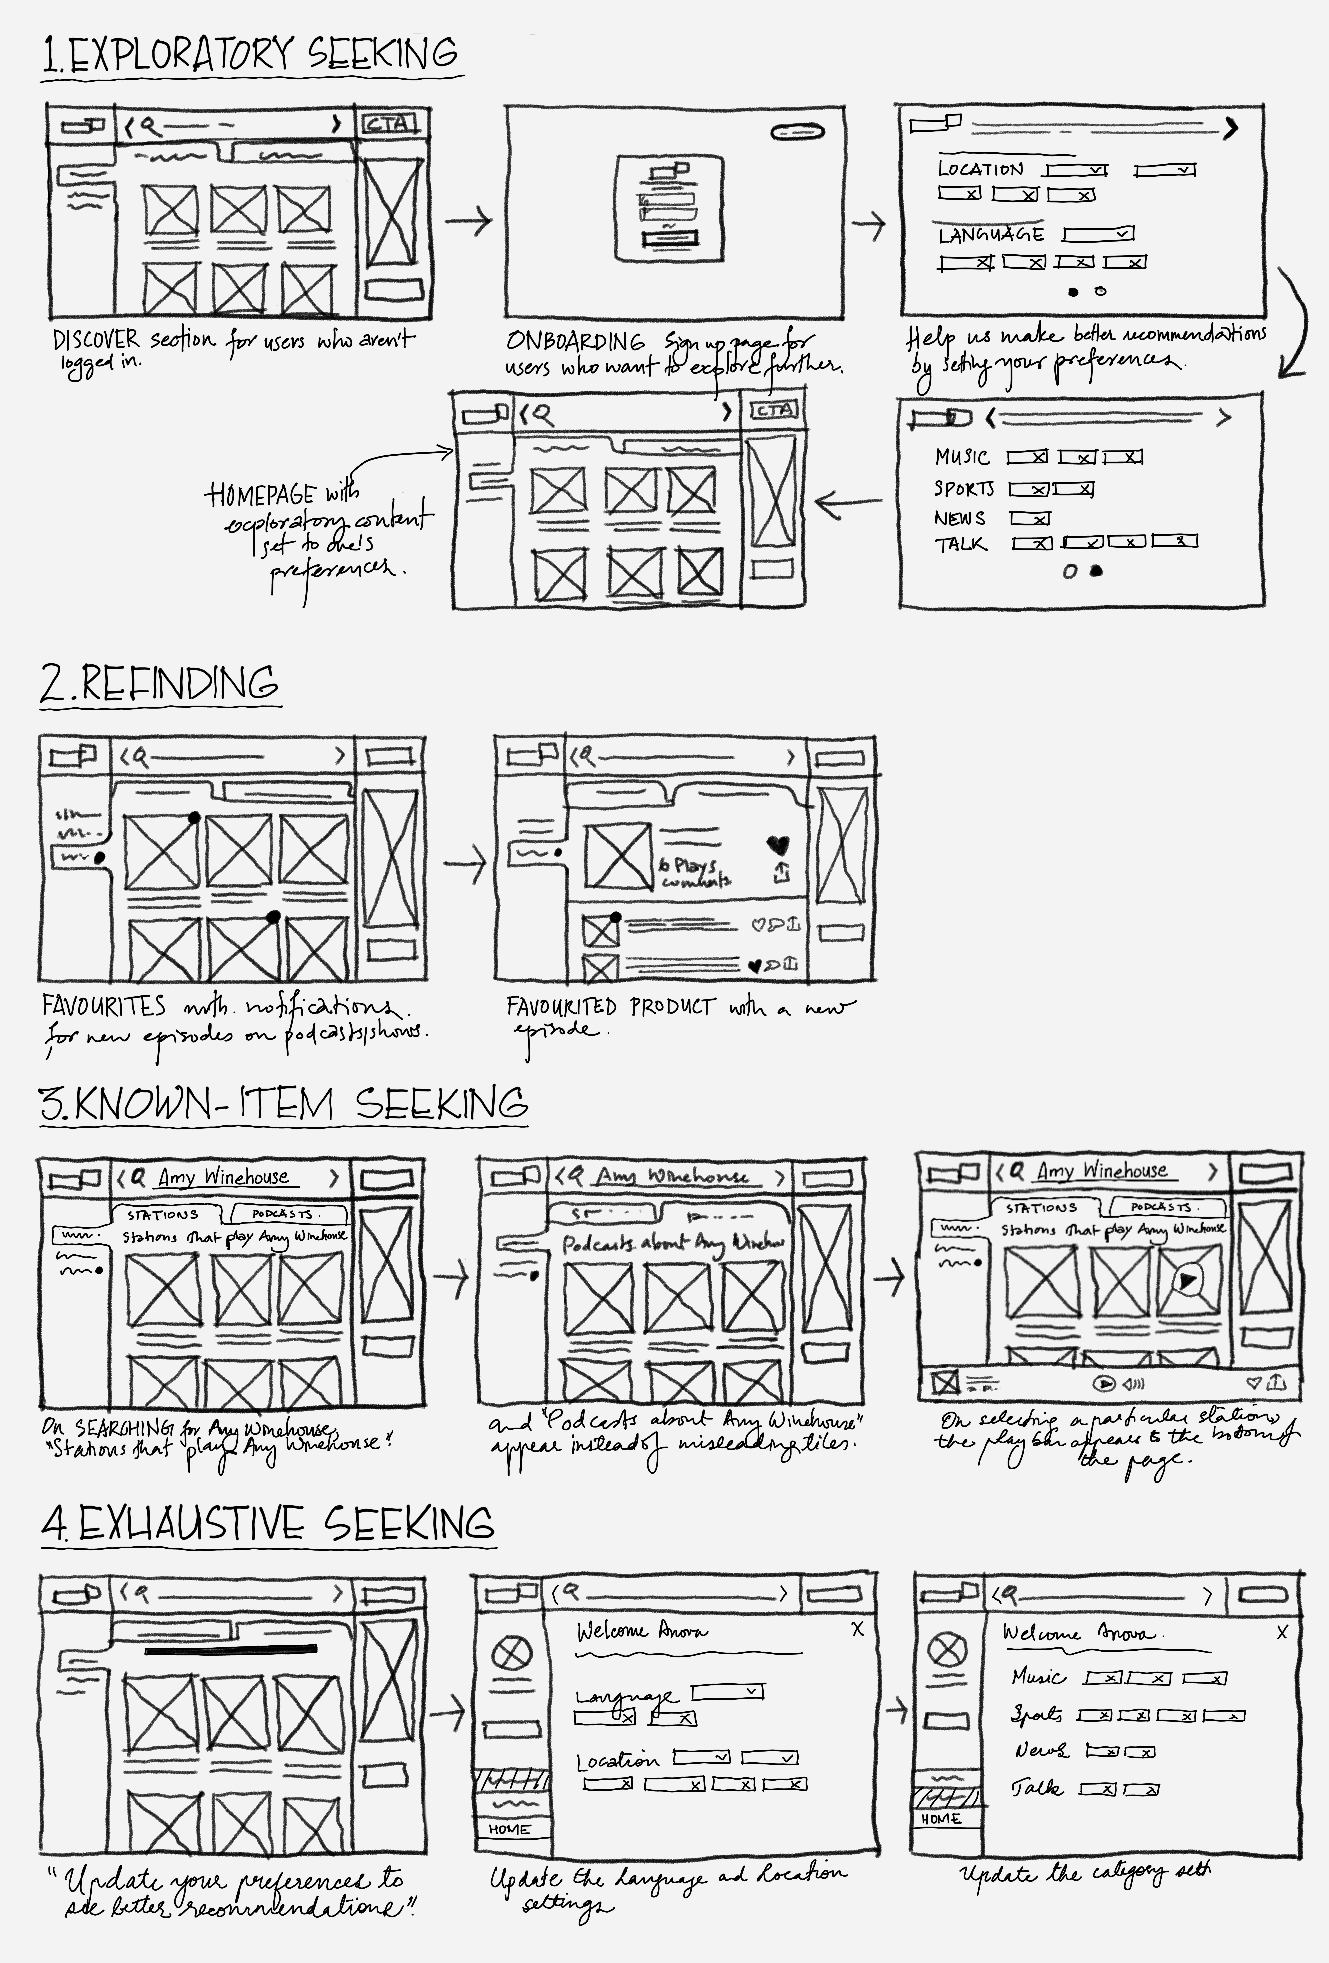 1. EXPLORATORY SEEKING
CTA
LOCATION
LANGUAGE
DISCOVER section for users who aren't
logged in.
ONBOARDING Sign up page for
users who want to explore further.
Help us make better recommendations
by setting your preferences.
CTA
HOMEPAGE with
exploratory content
set to one's
preferences.
MUSIC
SPORTS
NEWS
TALK
2. REFINDING
Plays
comments
FAVOURITES with notifications.
for new episodes on podcasts/shows.
FAVOURITED PRODUCT with a new
episode.
3. KNOWN-ITEM SEEKING
Amy Winehouse
STATIONS PODCASTS.
Stations that play Amy Winehouse
Amy Winehouse
Podcasts about Amy Winehou
Amy Winehouse
STATIONS PODCASTS.
Stations that play Amy Winehouse
On SEARCHING for Amy Winehouse,
"Stations that play Amy Winehouse".
and "Podcasts about Amy Winehouse"
appear instead of misleading tiles.
On selecting a particular station,
the play bar appears to the bottom of
the page.
4. EXHAUSTIVE SEEKING
Welcome Anova X
Language
Location
HOME
Welcome Anova. X
Music
Sports
News
Talk
HOME
"Update your preferences to
see better recommendations".
Update the language ad location
settings
Update the category sett